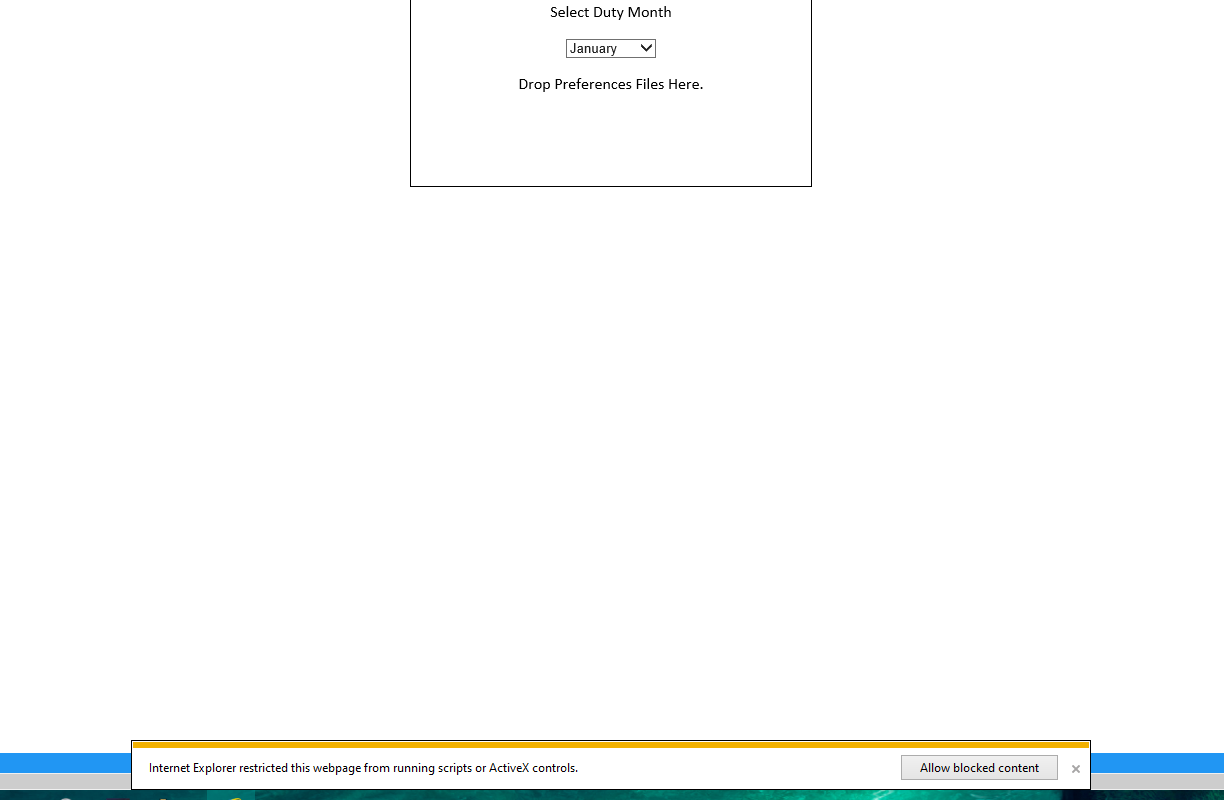 Select Duty Month
January
Drop Preferences Files Here.
Internet Explorer restricted this webpage from running scripts or ActiveX controls.
Allow blocked content
×